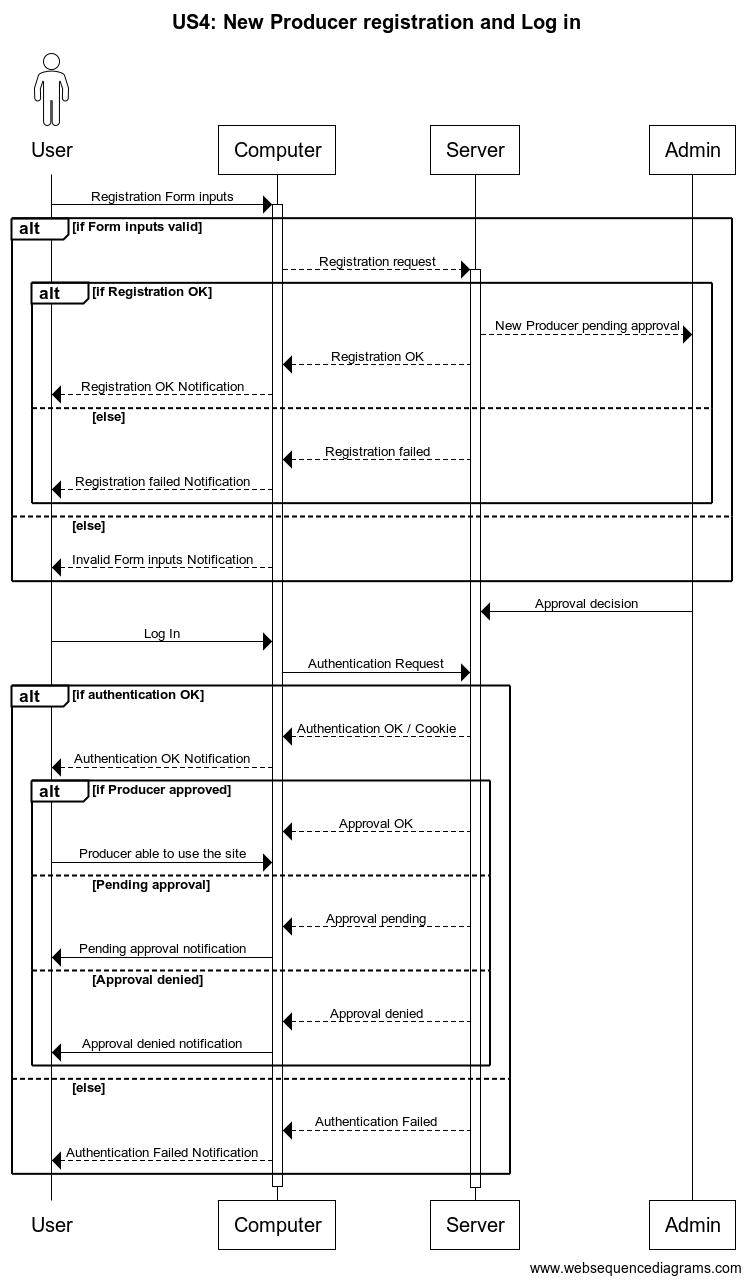 US4: New Producer registration and Log in
User
Computer
Server
Admin
Registration Form inputs
alt
[if Form inputs valid]
Registration request
alt
[if Registration OK]
New Producer pending approval
Registration OK
Registration OK Notification
[else]
Registration failed
Registration failed Notification
[else]
Invalid Form inputs Notification
Approval decision
Log In
Authentication Request
alt
[if authentication OK]
Authentication OK / Cookie
Authentication OK Notification
alt
[if Producer approved]
Approval OK
Producer able to use the site
[Pending approval]
Approval pending
Pending approval notification
[Approval denied]
Approval denied
Approval denied notification
[else]
Authentication Failed
Authentication Failed Notification
User
Computer
Server
Admin
www.websequencediagrams.com